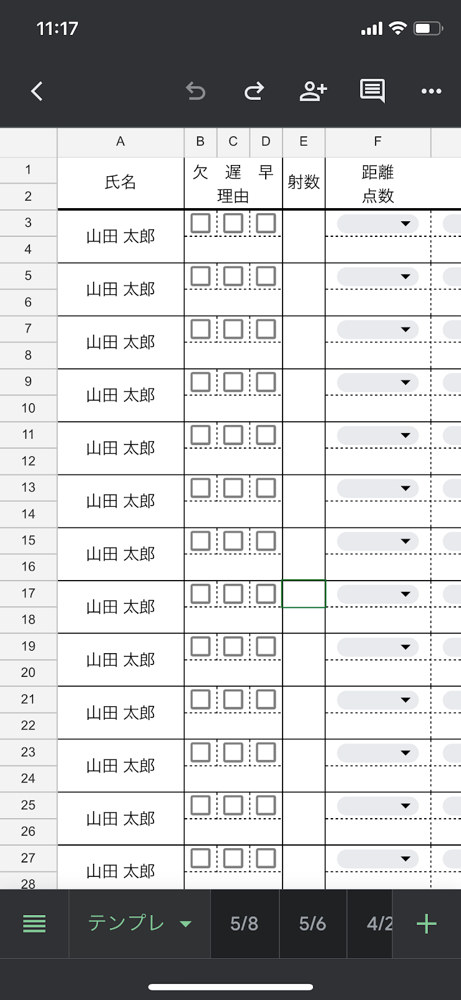 11:17
A B C D E F
1 氏名 欠 遅 早 射数 距離
2 理由 点数
3 山田 太郎
4
5 山田 太郎
6
7 山田 太郎
8
9 山田 太郎
10
11 山田 太郎
12
13 山田 太郎
14
15 山田 太郎
16
17 山田 太郎
18
19 山田 太郎
20
21 山田 太郎
22
23 山田 太郎
24
25 山田 太郎
26
27 山田 太郎
28
テンプレ 5/8 5/6 4/2